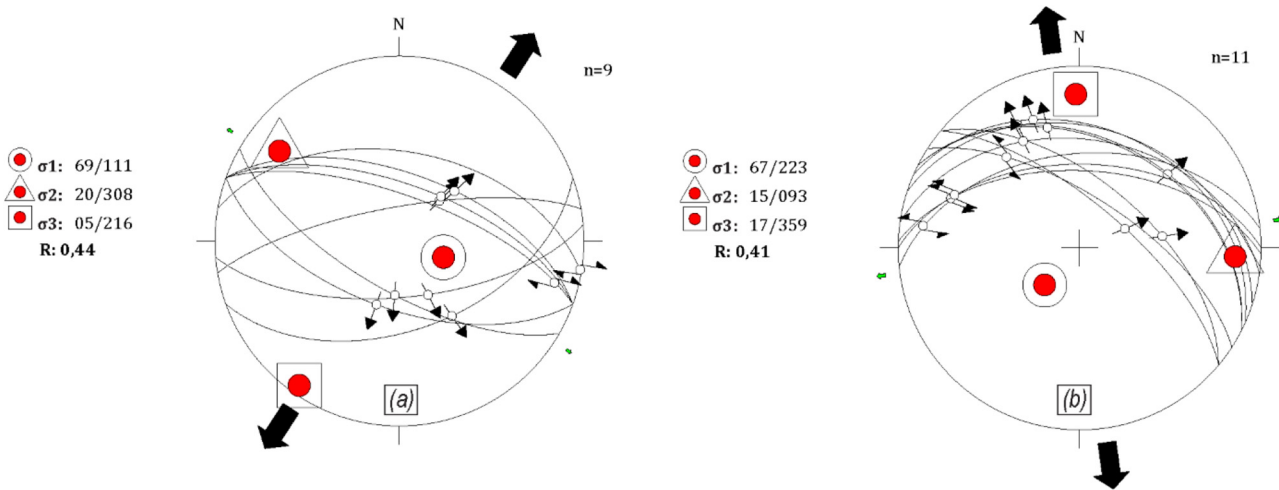 N
n=9
σ1: 69/111
σ2: 20/308
σ3: 05/216
R: 0,44
(a)
N
n=11
σ1: 67/223
σ2: 15/093
σ3: 17/359
R: 0,41
(b)